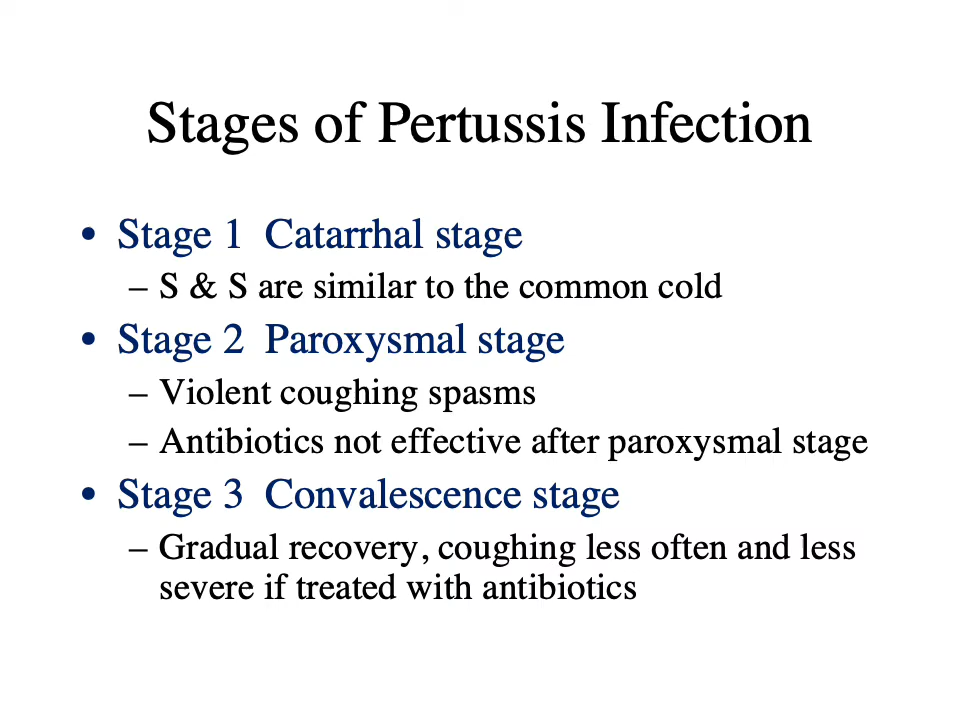 Stages of Pertussis Infection
• Stage 1  Catarrhal stage
– S & S are similar to the common cold
• Stage 2  Paroxysmal stage
– Violent coughing spasms
– Antibiotics not effective after paroxysmal stage
• Stage 3  Convalescence stage
– Gradual recovery, coughing less often and less
severe if treated with antibiotics